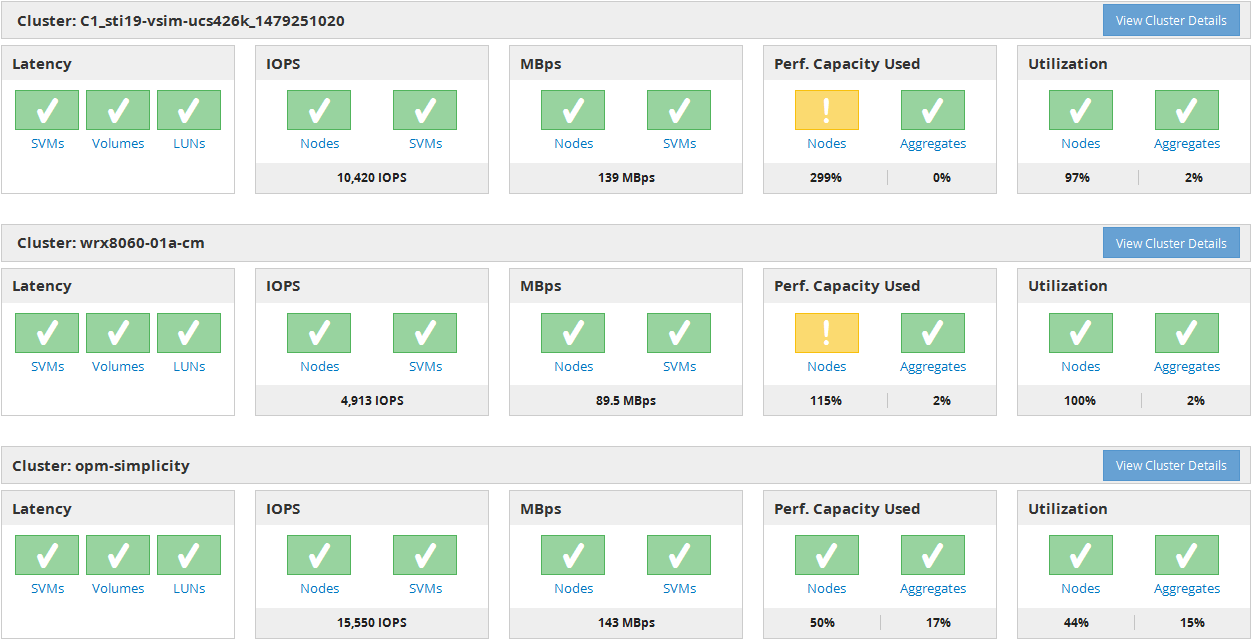 Cluster: C1_sti19-vsim-ucs426k_1479251020 View Cluster Details
Latency IOPS MBps Perf. Capacity Used Utilization
SVMs Volumes LUNs Nodes SVMs Nodes SVMs Nodes Aggregates Nodes Aggregates
10,420 IOPS 139 MBps 299% 0% 97% 2%
Cluster: wrx8060-01a-cm View Cluster Details
Latency IOPS MBps Perf. Capacity Used Utilization
SVMs Volumes LUNs Nodes SVMs Nodes SVMs Nodes Aggregates Nodes Aggregates
4,913 IOPS 89.5 MBps 115% 2% 100% 2%
Cluster: opm-simplicity View Cluster Details
Latency IOPS MBps Perf. Capacity Used Utilization
SVMs Volumes LUNs Nodes SVMs Nodes SVMs Nodes Aggregates Nodes Aggregates
15,550 IOPS 143 MBps 50% 17% 44% 15%